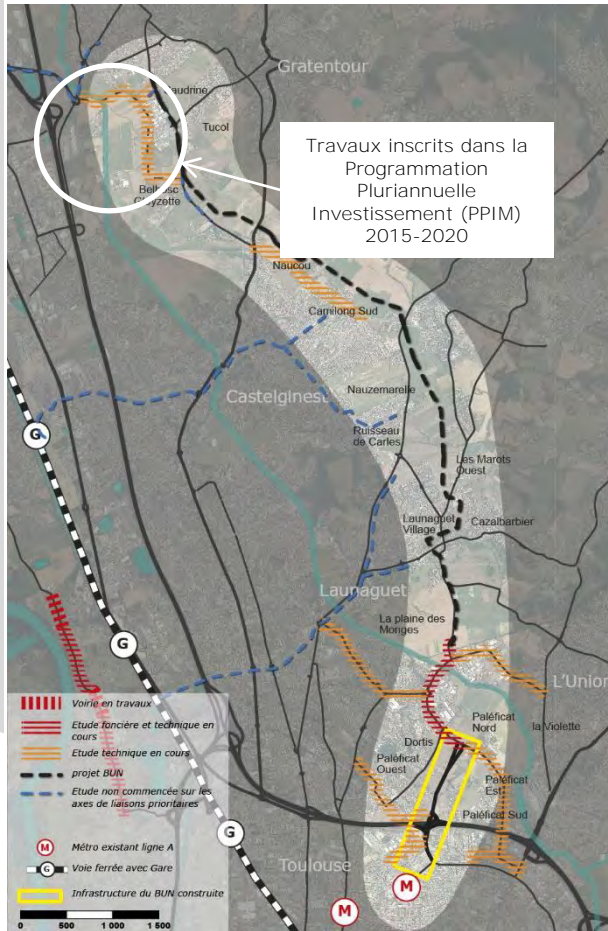 Gratentour
Tucol
Travaux inscrits dans la
Programmation
Pluriannuelle
Investissement (PPIM)
2015-2020
Naucou
Camilong Sud
Nauzemarelle
Castelginest
Ruisseau
de Carles
G
Les Marots
Ouest
Launaguet
Village
Cazalbarbier
Launaguet
La plaine des
Monges
G
L'Union
Paléficat
Nord
la Violette
Dortis
Paléficat
Ouest
Paléficat
Est
Paléficat Sud
G
Toulouse
M
M
Voirie en travaux
Etude foncière et technique en
cours
Etude technique en cours
projet BUN
Etude non commencée sur les
axes de liaisons prioritaires
M Métro existant ligne A
G Voie ferrée avec Gare
Infrastructure du BUN construite
0 500 1 000 1 500